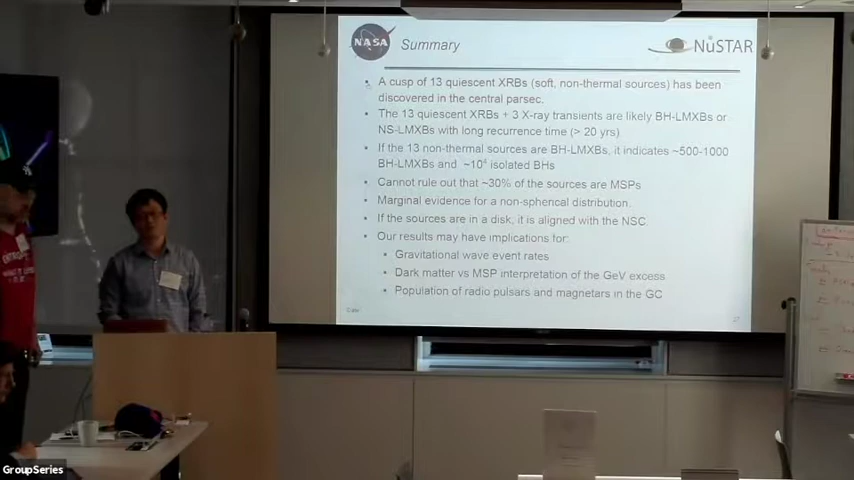 NASA
Summary
NuSTAR
• A cusp of 13 quiescent XRBs (soft, non-thermal sources) has been
discovered in the central parsec.
• The 13 quiescent XRBs + 3 X-ray transients are likely BH-LMXBs or
NS-LMXBs with long recurrence time (> 20 yrs)
• If the 13 non-thermal sources are BH-LMXBs, it indicates ~500-1000
BH-LMXBs and ~10⁴ isolated BHs
• Cannot rule out that ~30% of the sources are MSPs
• Marginal evidence for a non-spherical distribution.
• If the sources are in a disk, it is aligned with the NSC
• Our results may have implications for:
• Gravitational wave event rates
• Dark matter vs MSP interpretation of the GeV excess
• Population of radio pulsars and magnetars in the GC
GroupSeries